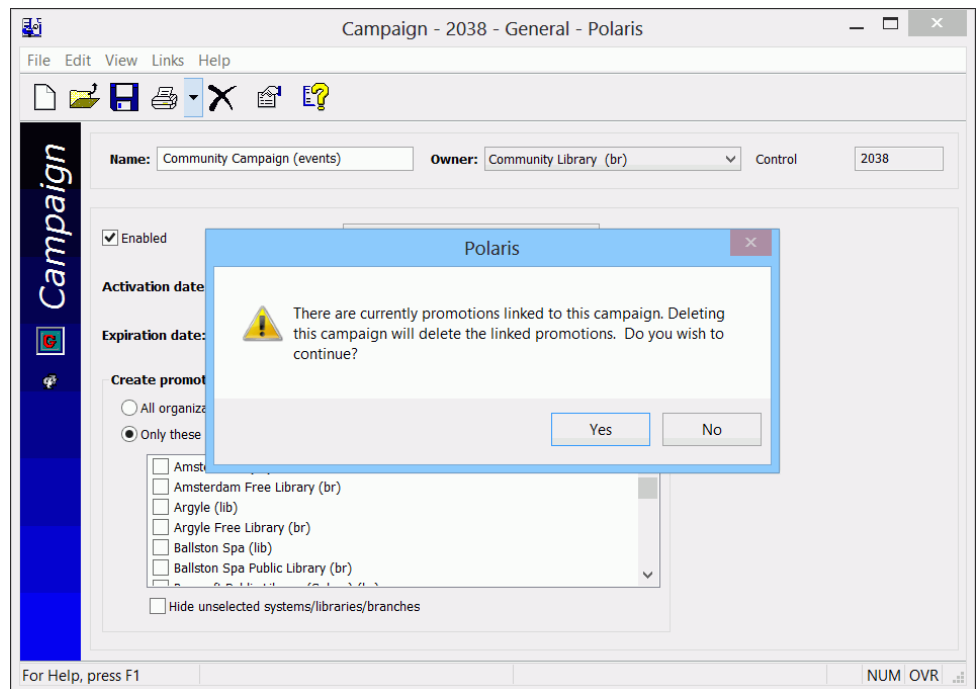 Campaign - 2038 - General - Polaris
File Edit View Links Help
Campaign
Name: Community Campaign (events) Owner: Community Library (br) Control 2038
Enabled
Polaris
Activation date
There are currently promotions linked to this campaign. Deleting
this campaign will delete the linked promotions. Do you wish to
continue?
Expiration date:
Create promot
All organiza
Only these
Yes No
Amst
Amsterdam Free Library (br)
Argyle (lib)
Argyle Free Library (br)
Ballston Spa (lib)
Ballston Spa Public Library (br)
Hide unselected systems/libraries/branches
For Help, press F1 NUM OVR